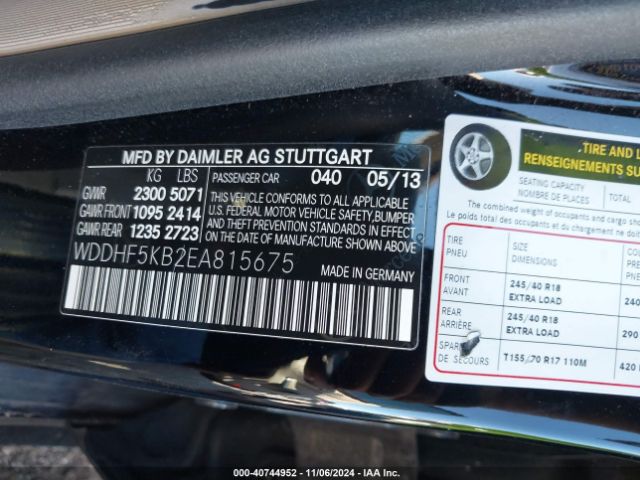 MFD BY DAIMLER AG STUTTGART
KG LBS PASSENGER CAR 040 05/13
GVWR 2300 5071
GAWR FRONT 1095 2414
GAWR REAR 1235 2723
THIS VEHICLE CONFORMS TO ALL APPLICABLE
U.S. FEDERAL MOTOR VEHICLE SAFETY, BUMPER
AND THEFT PREVENTION STANDARDS IN EFFECT
ON THE DATE OF MANUFACTURE SHOWN ABOVE.
WDDHF5KB2EA815675 MADE IN GERMANY
TIRE AND L
RENSEIGNEMENTS SU
SEATING CAPACITY
NOMBRE DE PLACES
TOTAL
The combined weight of occupants and cargo
Le poids total des occupants et du
TIRE
PNEU
SIZE
DIMENSIONS
FRONT
AVANT
245/40 R18
EXTRA LOAD
240
REAR
ARRIÈRE
245/40 R18
EXTRA LOAD
290
SPARE
DE SECOURS
T155/70 R17 110M
420
000-40744952 - 11/06/2024 - IAA Inc.